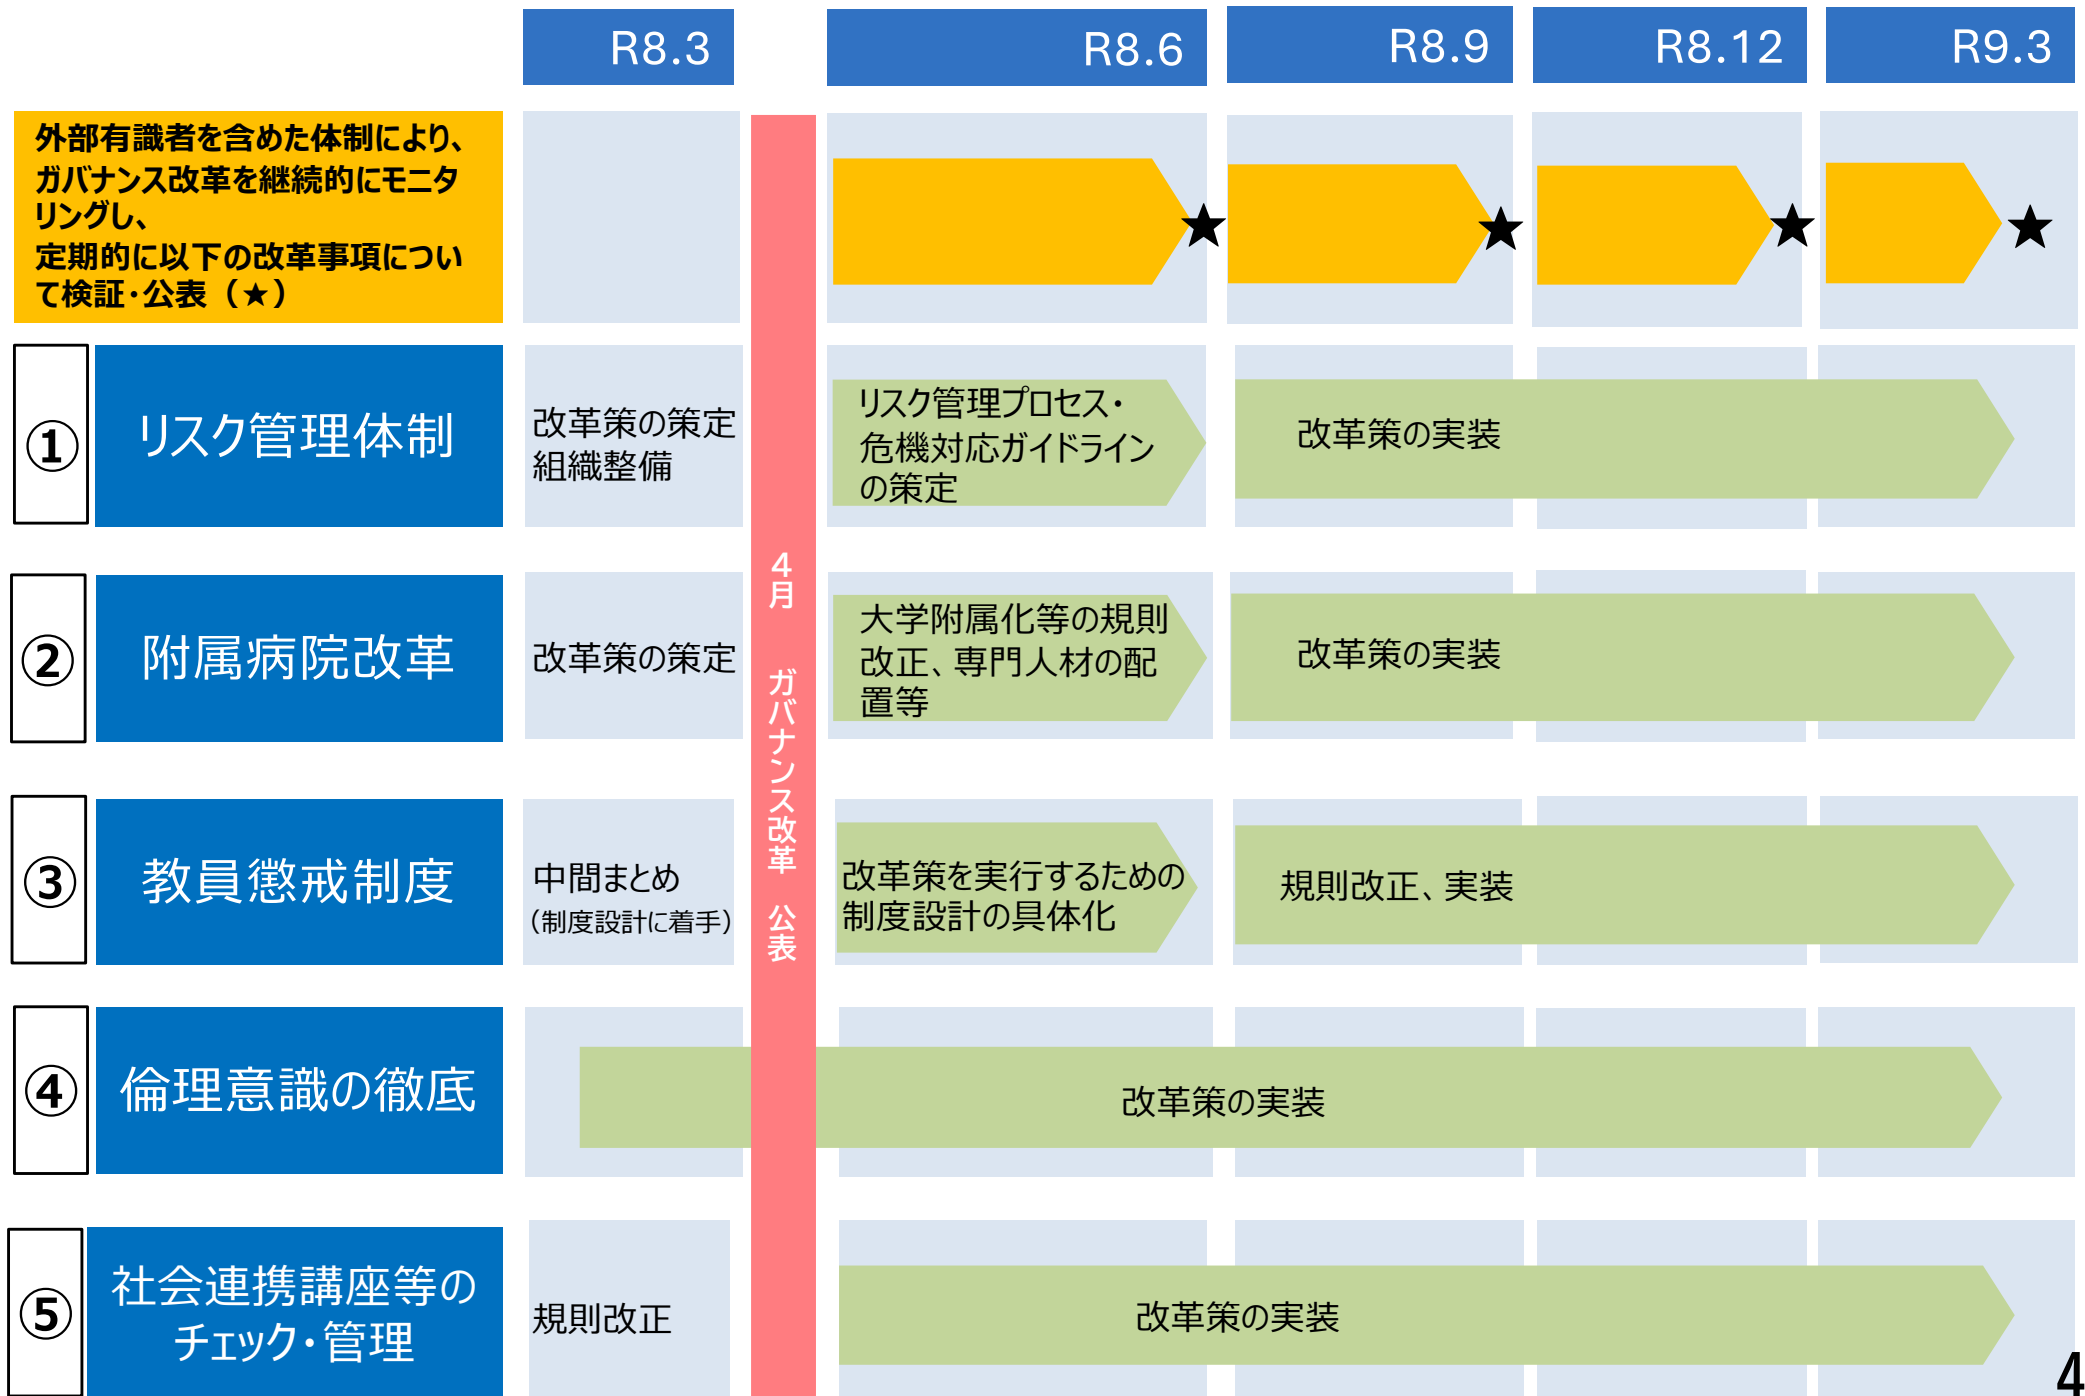 R8.3
R8.6
R8.9
R8.12
R9.3
外部有識者を含めた体制により、
ガバナンス改革を継続的にモニタ
リングし、
定期的に以下の改革事項につい
て検証・公表（★）
★
★
★
★
4月 ガバナンス改革 公表
①
リスク管理体制
改革策の策定
組織整備
リスク管理プロセス・
危機対応ガイドライン
の策定
改革策の実装
②
附属病院改革
改革策の策定
大学附属化等の規則
改正、専門人材の配
置等
改革策の実装
③
教員懲戒制度
中間まとめ
（制度設計に着手）
改革策を実行するための
制度設計の具体化
規則改正、実装
④
倫理意識の徹底
改革策の実装
⑤
社会連携講座等の
チェック・管理
規則改正
改革策の実装
4